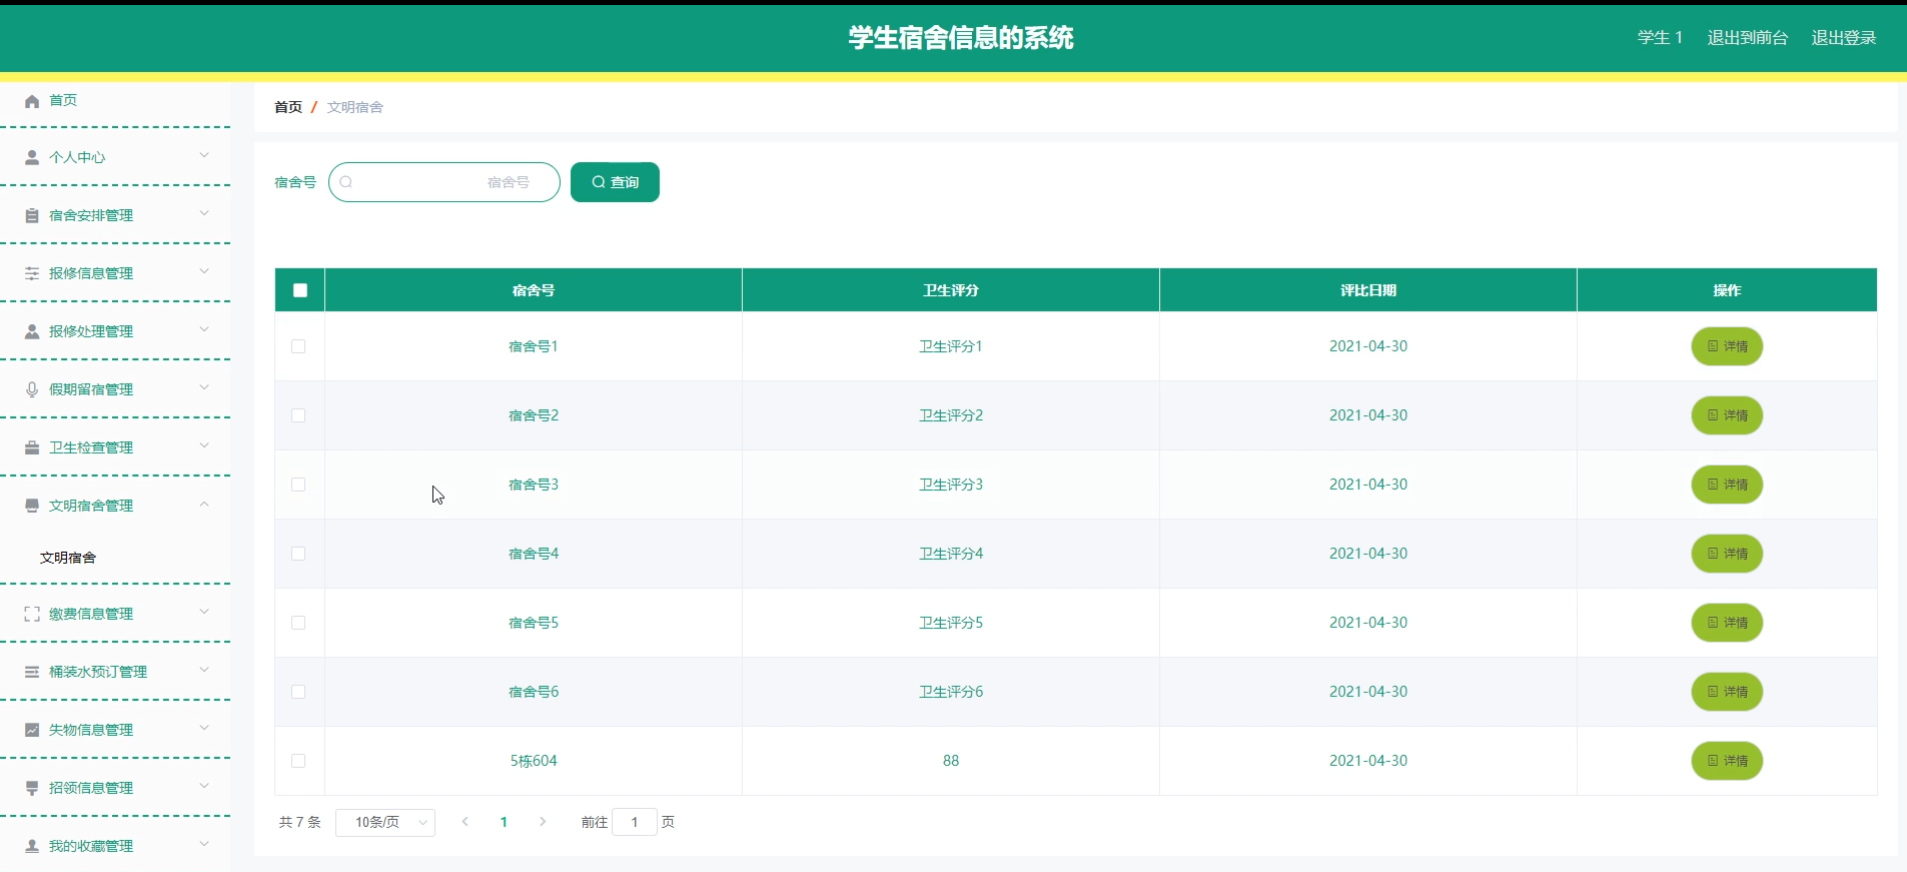 学生宿舍信息的系统
学生 1 退出到前台 退出登录
首页
个人中心
宿舍安排管理
报修信息管理
报修处理管理
假期留宿管理
卫生检查管理
文明宿舍管理
文明宿舍
缴费信息管理
桶装水预订管理
失物信息管理
招领信息管理
我的收藏管理
首页 / 文明宿舍
宿舍号 宿舍号 查询
宿舍号 卫生评分 评比日期 操作
宿舍号1 卫生评分1 2021-04-30 详情
宿舍号2 卫生评分2 2021-04-30 详情
宿舍号3 卫生评分3 2021-04-30 详情
宿舍号4 卫生评分4 2021-04-30 详情
宿舍号5 卫生评分5 2021-04-30 详情
宿舍号6 卫生评分6 2021-04-30 详情
5栋604 88 2021-04-30 详情
共 7 条 10条/页 1 前往 1 页